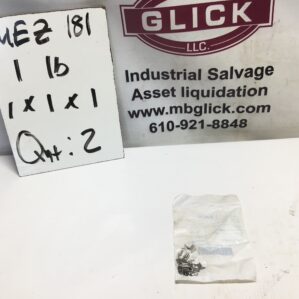 MEZ 181
1 lb
1 x 1 x 1
Qty: 2
GLICK
LLC.
Industrial Salvage
Asset liquidation
www.mbglick.com
610-921-8848